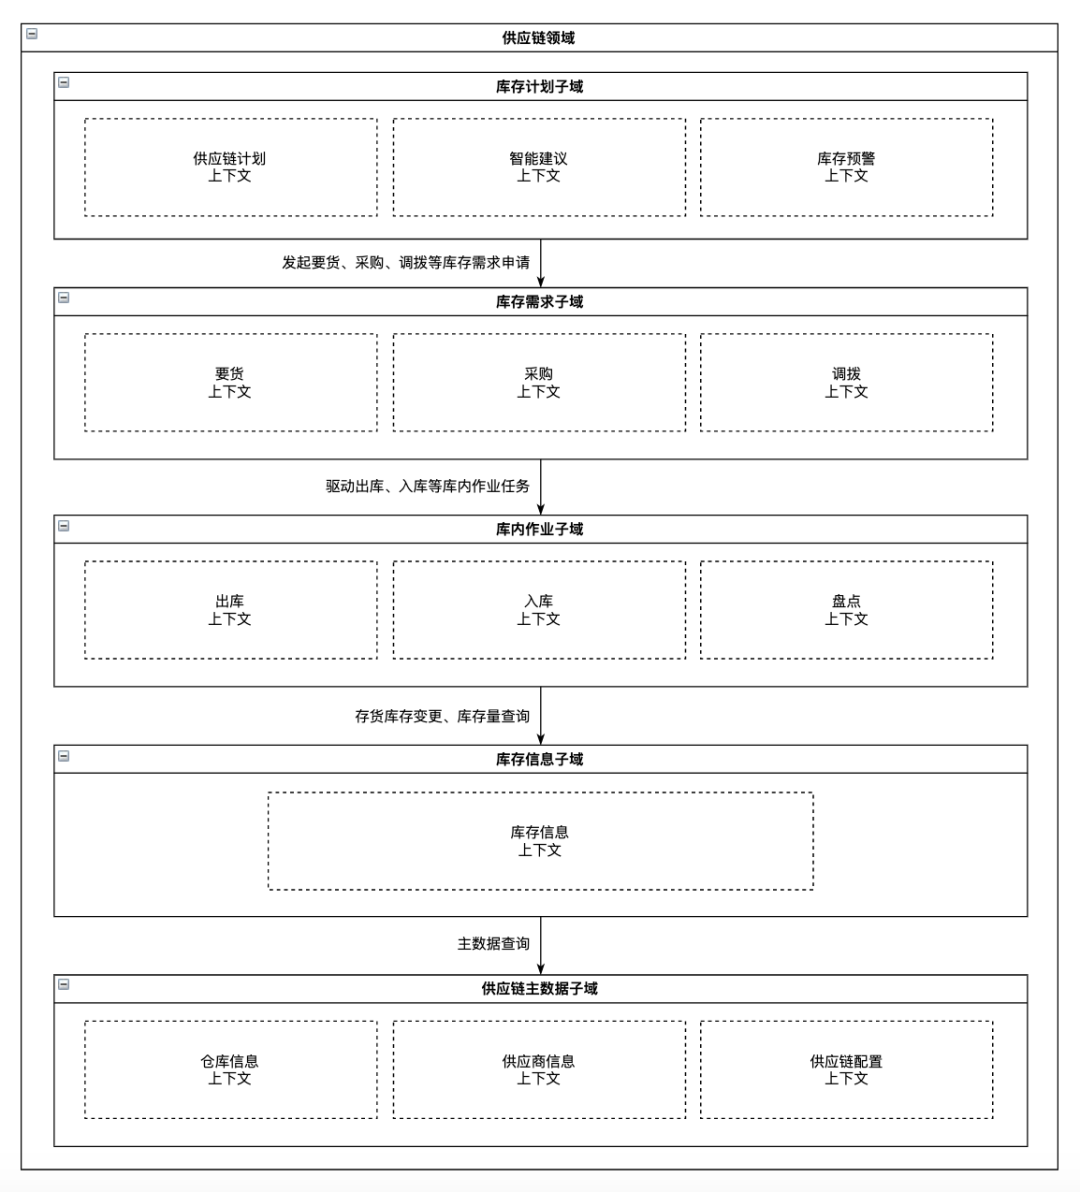 供应链领域
库存计划子域
供应链计划
上下文
智能建议
上下文
库存预警
上下文
发起要货、采购、调拨等库存需求申请
库存需求子域
要货
上下文
采购
上下文
调拨
上下文
驱动出库、入库等库内作业任务
库内作业子域
出库
上下文
入库
上下文
盘点
上下文
存货库存变更、库存量查询
库存信息子域
库存信息
上下文
主数据查询
供应链主数据子域
仓库信息
上下文
供应商信息
上下文
供应链配置
上下文